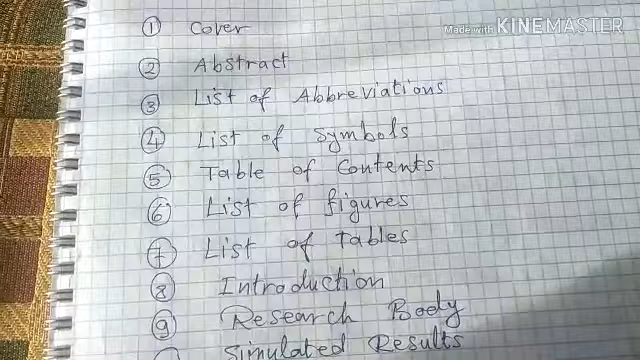 Made with KINEMASTER
① Cover
② Abstract
③ List of Abbreviations
④ List of Symbols
⑤ Table of Contents
⑥ List of figures
⑦ List of Tables
⑧ Introduction
⑨ Research Body
Simulated Results